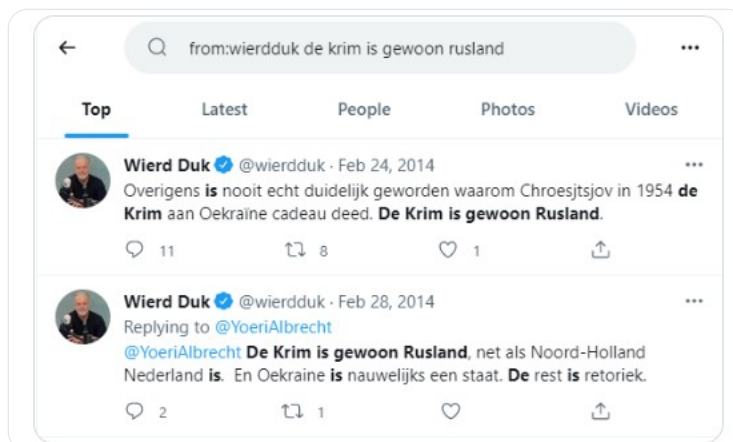 from:wierdduk de krim is gewoon rusland
Top Latest People Photos Videos
Wierd Duk @wierdduk · Feb 24, 2014
Overigens is nooit echt duidelijk geworden waarom Chroesjtsjov in 1954 de
Krim aan Oekraïne cadeau deed. De Krim is gewoon Rusland.
11 8 1
Wierd Duk @wierdduk · Feb 28, 2014
Replying to @YoeriAlbrecht
@YoeriAlbrecht De Krim is gewoon Rusland, net als Noord-Holland
Nederland is. En Oekraine is nauwelijks een staat. De rest is retoriek.
2 1